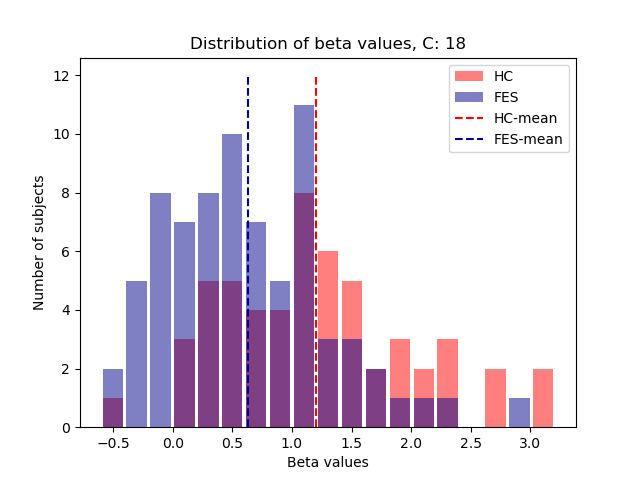 Distribution of beta values, C: 18
HC
FES
HC-mean
FES-mean
Number of subjects
12
10
8
6
4
2
0
−0.5 0.0 0.5 1.0 1.5 2.0 2.5 3.0
Beta values